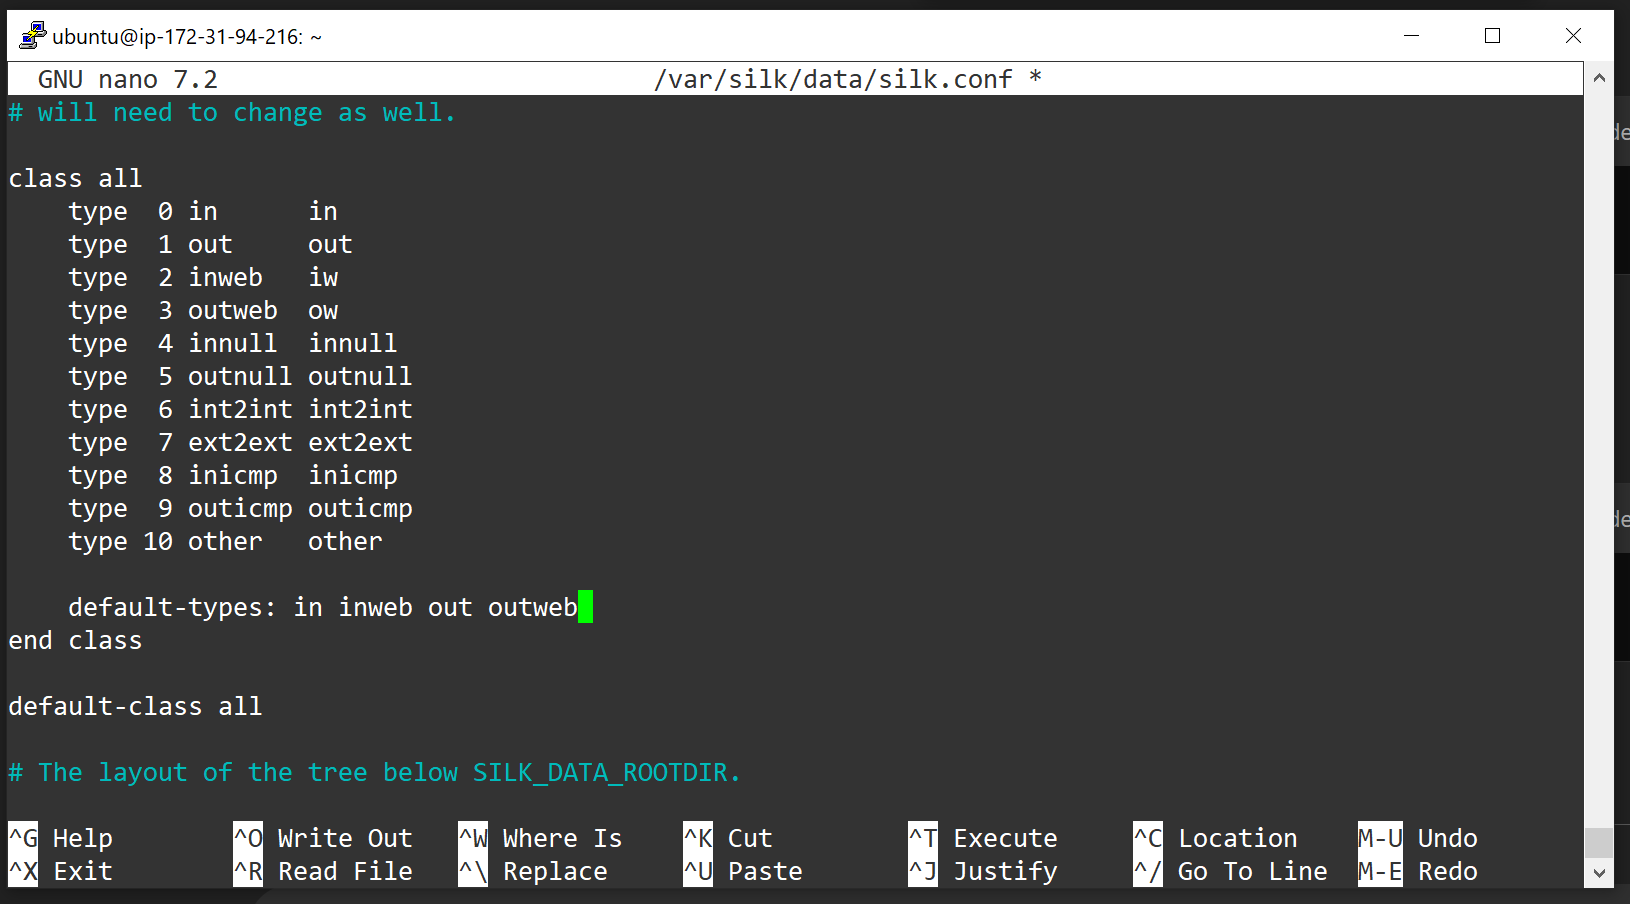 ubuntu@ip-172-31-94-216: ~
GNU nano 7.2 /var/silk/data/silk.conf *
# will need to change as well.
class all
type 0 in in
type 1 out out
type 2 inweb iw
type 3 outweb ow
type 4 innull innull
type 5 outnull outnull
type 6 int2int int2int
type 7 ext2ext ext2ext
type 8 inicmp inicmp
type 9 outicmp outicmp
type 10 other other
default-types: in inweb out outweb
end class
default-class all
# The layout of the tree below SILK_DATA_ROOTDIR.
^G Help ^O Write Out ^W Where Is ^K Cut ^T Execute ^C Location M-U Undo
^X Exit ^R Read File ^\ Replace ^U Paste ^J Justify ^/ Go To Line M-E Redo